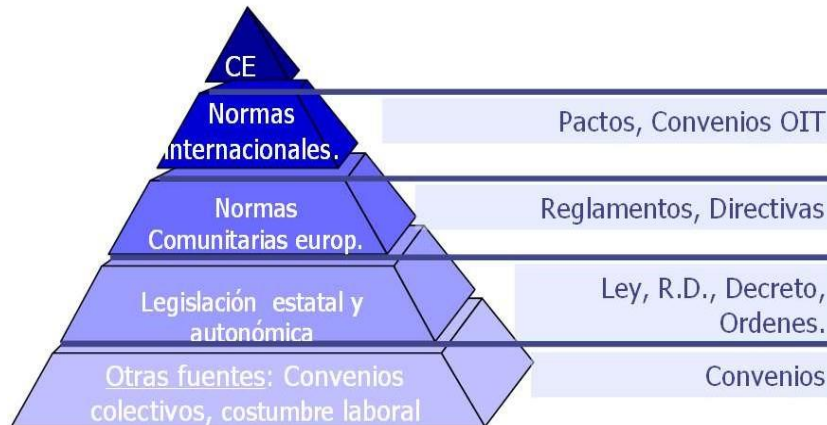 CE
Normas
internacionales.
Pactos, Convenios OIT
Normas
Comunitarias europ.
Reglamentos, Directivas
Legislación estatal y
autonómica
Ley, R.D., Decreto,
Ordenes.
Otras fuentes: Convenios
colectivos, costumbre laboral
Convenios